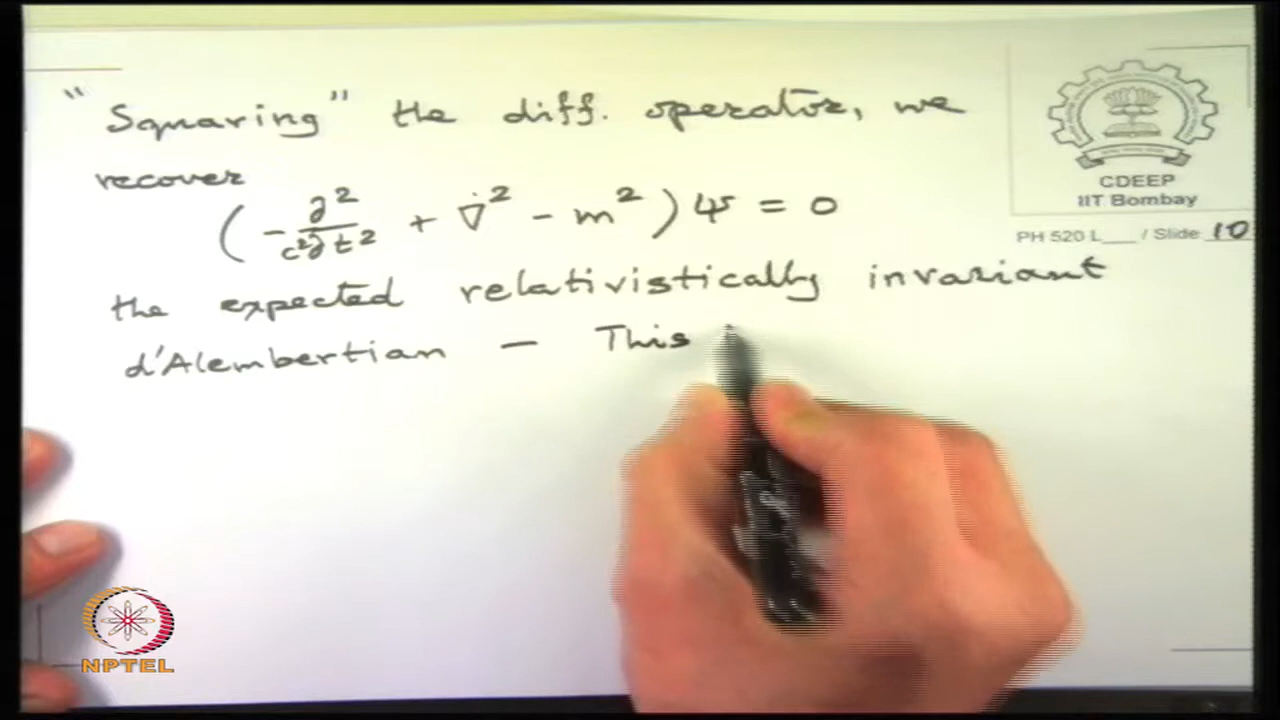 "Squaring" the diff. operator, we
recover
(-∂²/c²∂t² + ∇² - m²)ψ = 0
the expected relativistically invariant
d'Alembertian — This
CDEEP
IIT Bombay
PH 520 L___ / Slide 10
NPTEL